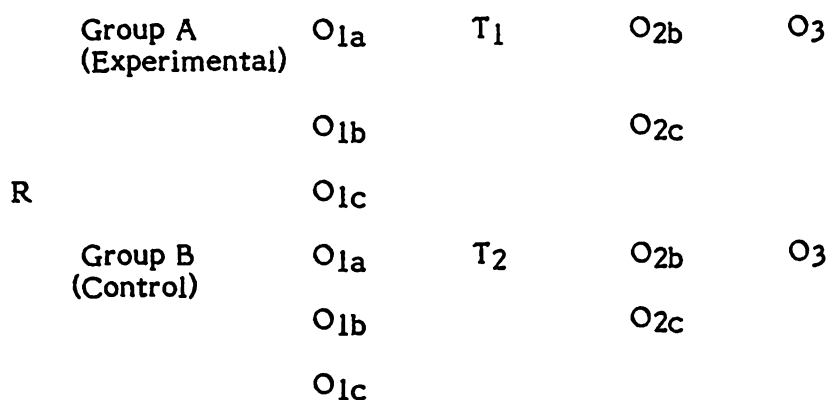 Group A O1a T1 O2b O3
(Experimental)
O1b O2c
R O1c
Group B O1a T2 O2b O3
(Control)
O1b O2c
O1c